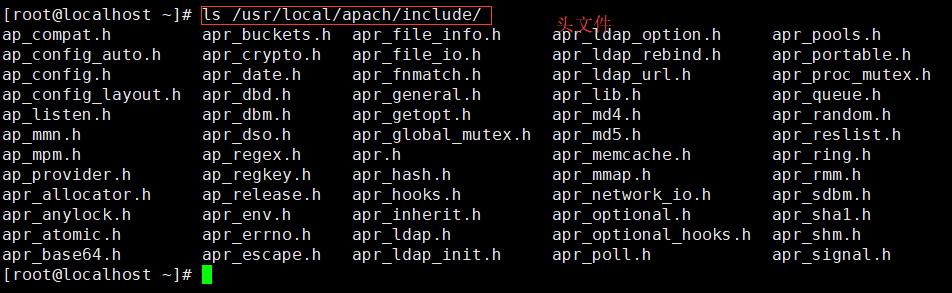 [root@localhost ~]# ls /usr/local/apach/include/ 头文件
ap_compat.h apr_buckets.h apr_file_info.h apr_ldap_option.h apr_pools.h
ap_config_auto.h apr_crypto.h apr_file_io.h apr_ldap_rebind.h apr_portable.h
ap_config.h apr_date.h apr_fnmatch.h apr_ldap_url.h apr_proc_mutex.h
ap_config_layout.h apr_dbd.h apr_general.h apr_lib.h apr_queue.h
ap_listen.h apr_dbm.h apr_getopt.h apr_md4.h apr_random.h
ap_mmn.h apr_dso.h apr_global_mutex.h apr_md5.h apr_reslist.h
ap_mpm.h ap_regex.h apr.h apr_memcache.h apr_ring.h
ap_provider.h ap_regkey.h apr_hash.h apr_mmap.h apr_rmm.h
apr_allocator.h ap_release.h apr_hooks.h apr_network_io.h apr_sdbm.h
apr_anylock.h apr_env.h apr_inherit.h apr_optional.h apr_sha1.h
apr_atomic.h apr_errno.h apr_ldap.h apr_optional_hooks.h apr_shm.h
apr_base64.h apr_escape.h apr_ldap_init.h apr_poll.h apr_signal.h
[root@localhost ~]#